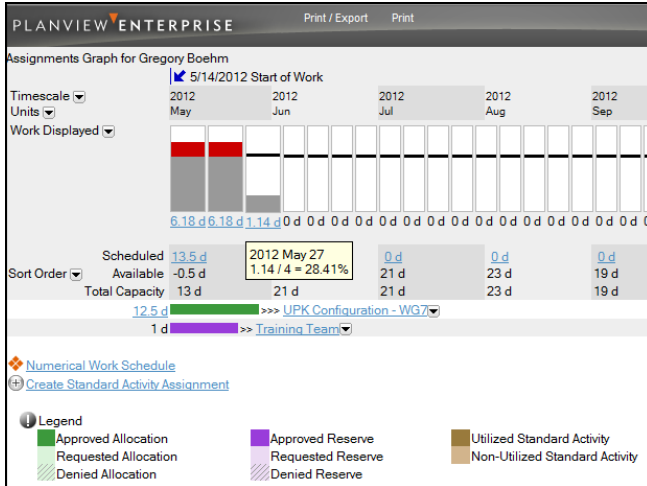 PLANVIEW ENTERPRISE Print / Export Print
Assignments Graph for Gregory Boehm
5/14/2012 Start of Work
Timescale 2012 2012 2012 2012 2012
Units May Jun Jul Aug Sep
Work Displayed
6.18 d 6.18 d 1.14 d 0 d 0 d 0 d 0 d 0 d 0 d 0 d 0 d 0 d 0 d 0 d 0 d 0 d 0 d 0 d
Scheduled 13.5 d 2012 May 27 0 d 0 d 0 d
Sort Order Available -0.5 d 1.14 / 4 = 28.41% 21 d 23 d 19 d
Total Capacity 13 d 21 d 21 d 23 d 19 d
12.5 d >>> UPK Configuration - WG7
1 d >> Training Team
Numerical Work Schedule
Create Standard Activity Assignment
Legend
Approved Allocation Approved Reserve Utilized Standard Activity
Requested Allocation Requested Reserve Non-Utilized Standard Activity
Denied Allocation Denied Reserve